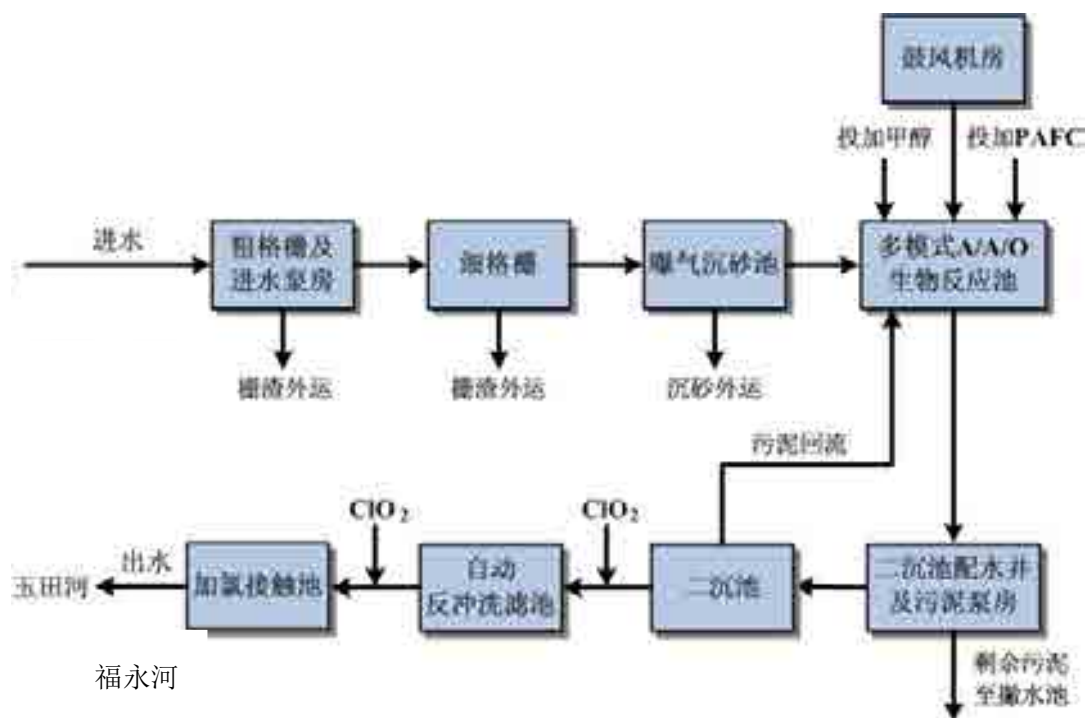 鼓风机房
投加甲醇
投加PAFC
进水
粗格栅及
进水泵房
细格栅
曝气沉砂池
多模式A/A/O
生物反应池
栅渣外运
栅渣外运
沉砂外运
污泥回流
ClO₂
ClO₂
玉田河
出水
加氯接触池
自动
反冲洗滤池
二沉池
二沉池配水井
及污泥泵房
福永河
剩余污泥
至撇水池